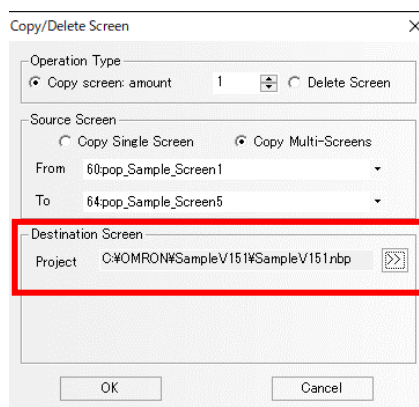 Copy/Delete Screen
Operation Type
Copy screen: amount 1 Delete Screen
Source Screen
Copy Single Screen Copy Multi-Screens
From 60:pop_Sample_Screen1
To 64:pop_Sample_Screen5
Destination Screen
Project C:¥OMRON¥SampleV151¥SampleV151.nbp >>
OK Cancel